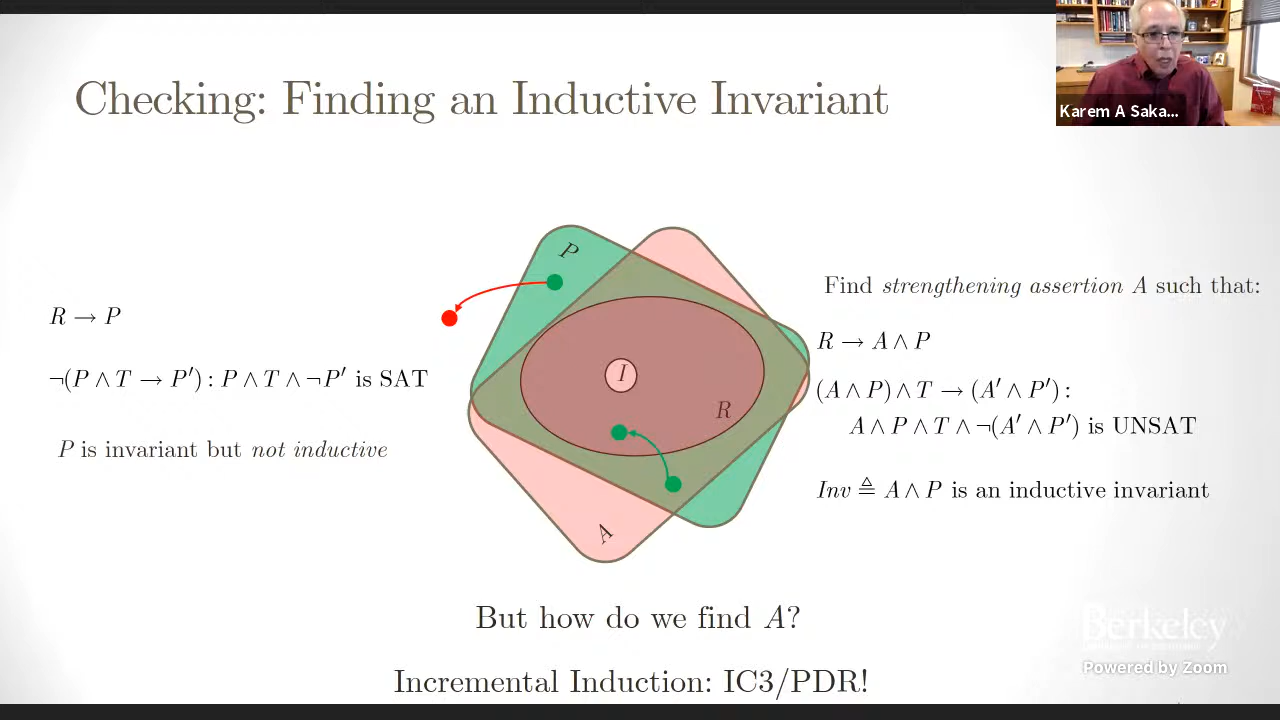 Checking: Finding an Inductive Invariant
Karem A Saka...
R → P
¬(P ∧ T → P′) : P ∧ T ∧ ¬P′ is SAT
P is invariant but not inductive
P
I
R
A
Find strengthening assertion A such that:
R → A ∧ P
(A ∧ P) ∧ T → (A′ ∧ P′) :
A ∧ P ∧ T ∧ ¬(A′ ∧ P′) is UNSAT
Inv ≜ A ∧ P is an inductive invariant
But how do we find A?
Incremental Induction: IC3/PDR!
Berkeley
Powered by Zoom